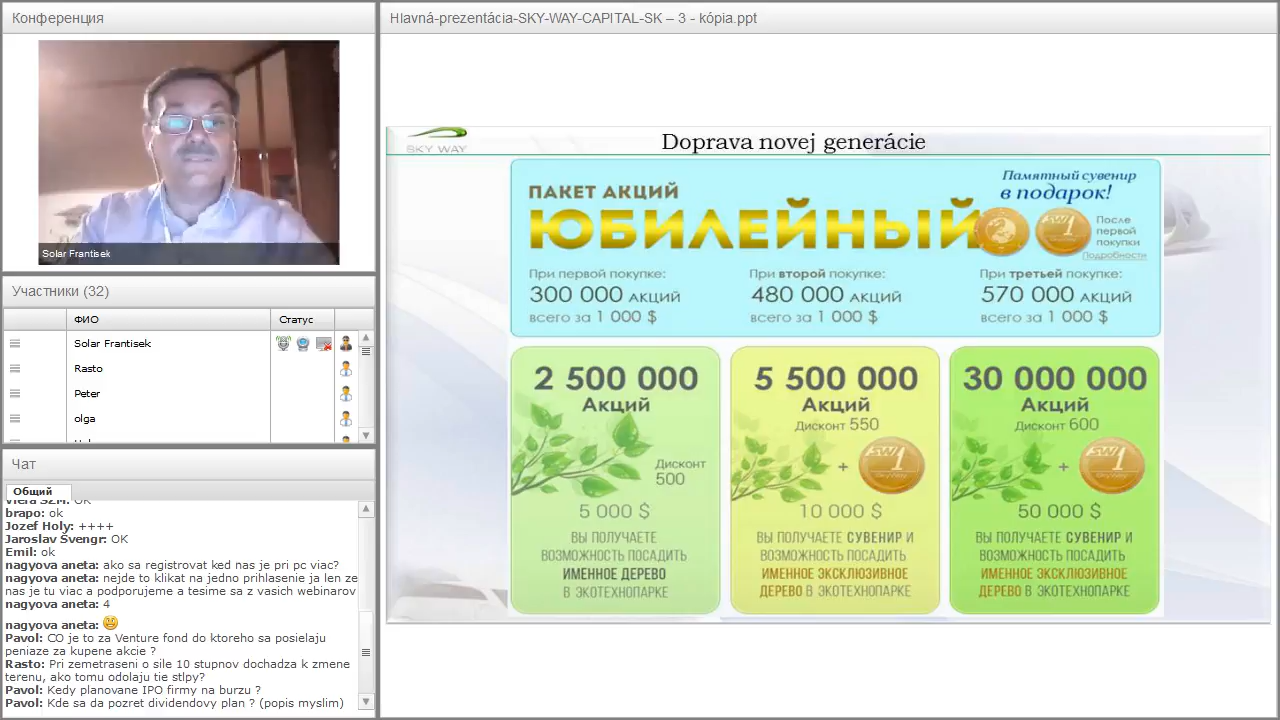 Конференция
Solar Frantisek
Участники (32)
ФИО
Статус
Solar Frantisek
Rasto
Peter
olga
Чат
Общий
Viera SZM: OK
brapo: ok
Jozef Holy: ++++
Jaroslav Švengr: OK
Emil: ok
nagyova aneta: ako sa registrovat ked nas je pri pc viac?
nagyova aneta: nejde to klikat na jedno prihlasenie ja len ze
nas je tu viac a podporujeme a tesime sa z vasich webinarov
nagyova aneta: 4
nagyova aneta:
Pavol: CO je to za Venture fond do ktoreho sa posielaju
peniaze za kupene akcie ?
Rasto: Pri zemetraseni o sile 10 stupnov dochadza k zmene
terenu, ako tomu odolaju tie stlpy?
Pavol: Kedy planovane IPO firmy na burzu ?
Pavol: Kde sa da pozret dividendovy plan ? (popis myslim)
Hlavná-prezentácia-SKY-WAY-CAPITAL-SK – 3 - kópia.ppt
SKY WAY
Doprava novej generácie
ПАКЕТ АКЦИЙ
ЮБИЛЕЙНЫЙ
Памятный сувенир
в подарок!
SW1
После
первой
покупки
Подробности
При первой покупке:
300 000 АКЦИЙ
всего за 1 000 $
При второй покупке:
480 000 АКЦИЙ
всего за 1 000 $
При третьей покупке:
570 000 АКЦИЙ
всего за 1 000 $
2 500 000
Акций
Дисконт
500
5 000 $
ВЫ ПОЛУЧАЕТЕ
ВОЗМОЖНОСТЬ ПОСАДИТЬ
ИМЕННОЕ ДЕРЕВО
В ЭКОТЕХНОПАРКЕ
5 500 000
Акций
Дисконт 550
+
SW1
10 000 $
ВЫ ПОЛУЧАЕТЕ СУВЕНИР И
ВОЗМОЖНОСТЬ ПОСАДИТЬ
ИМЕННОЕ ЭКСКЛЮЗИВНОЕ
ДЕРЕВО В ЭКОТЕХНОПАРКЕ
30 000 000
Акций
Дисконт 600
+
SW1
50 000 $
ВЫ ПОЛУЧАЕТЕ СУВЕНИР И
ВОЗМОЖНОСТЬ ПОСАДИТЬ
ИМЕННОЕ ЭКСКЛЮЗИВНОЕ
ДЕРЕВО В ЭКОТЕХНОПАРКЕ